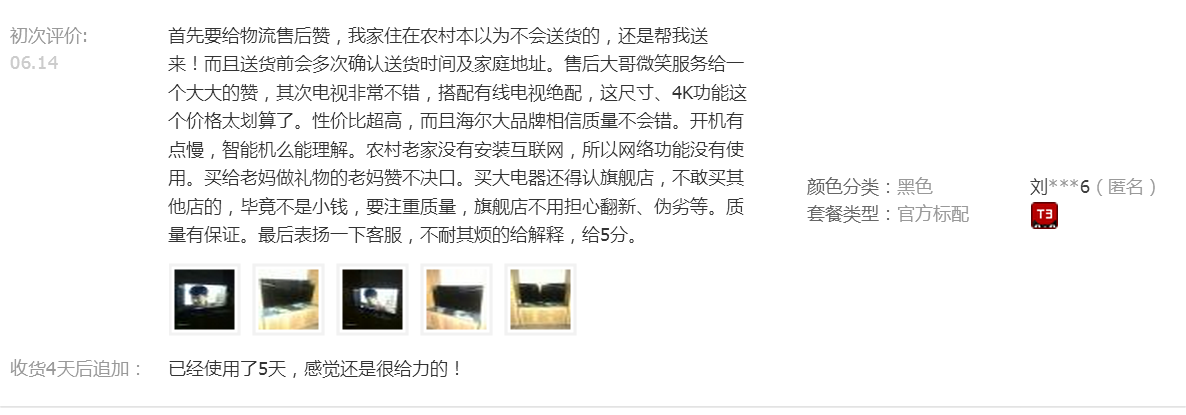 初次评价:
06.14
首先要给物流售后赞，我家住在农村本以为不会送货的，还是帮我送
来！而且送货前会多次确认送货时间及家庭地址。售后大哥微笑服务给一
个大大的赞，其次电视非常不错，搭配有线电视绝配，这尺寸、4K功能这
个价格太划算了。性价比超高，而且海尔大品牌相信质量不会错。开机有
点慢，智能机么能理解。农村老家没有安装互联网，所以网络功能没有使
用。买给老妈做礼物的老妈赞不决口。买大电器还得认旗舰店，不敢买其
他店的，毕竟不是小钱，要注重质量，旗舰店不用担心翻新、伪劣等。质
量有保证。最后表扬一下客服，不耐其烦的给解释，给5分。
颜色分类：黑色
套餐类型：官方标配
刘***6（匿名）
T3
收货4天后追加：
已经使用了5天，感觉还是很给力的！